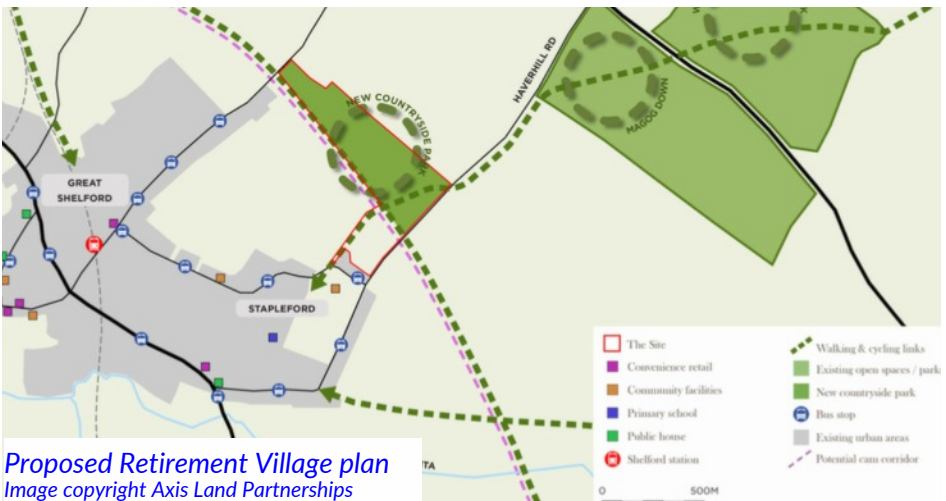 HAVERHILL RD
NEW COUNTRYSIDE PARK
MAGOG DOWN
GREAT
SHELFORD
STAPLEFORD
The Site
Convenience retail
Community facilities
Primary school
Public house
Shelford station
Walking & cycling links
Existing open spaces / park
New countryside park
Bus stop
Existing urban areas
Potential cam corridor
0 500M
Proposed Retirement Village plan
Image copyright Axis Land Partnerships